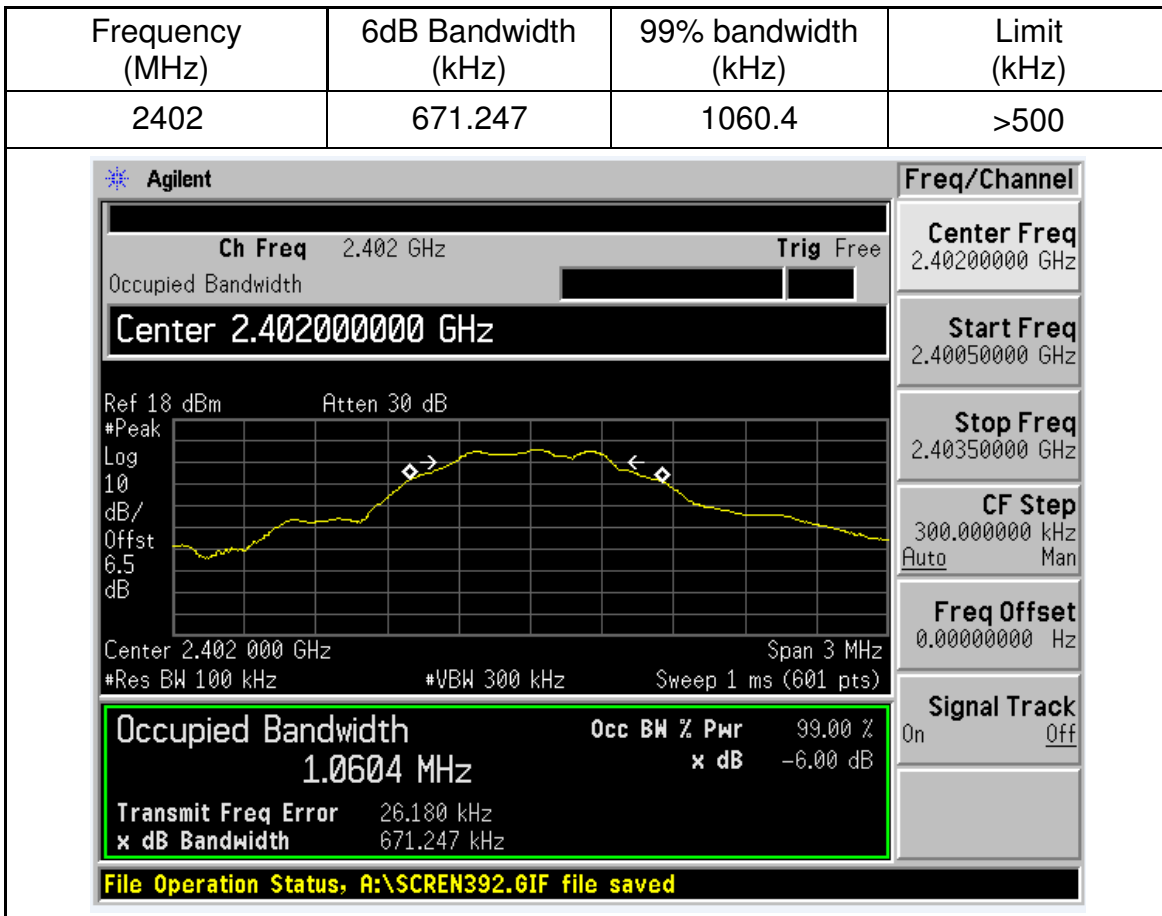 Frequency (MHz) 6dB Bandwidth (kHz) 99% bandwidth (kHz) Limit (kHz)
2402 671.247 1060.4 >500
Agilent
Freq/Channel
Ch Freq 2.402 GHz Trig Free
Occupied Bandwidth
Center 2.402000000 GHz
Ref 18 dBm Atten 30 dB
#Peak
Log
10
dB/
Offst
6.5
dB
Center 2.402 000 GHz Span 3 MHz
#Res BW 100 kHz #VBW 300 kHz Sweep 1 ms (601 pts)
Occupied Bandwidth
1.0604 MHz
Occ BW % Pwr 99.00 %
x dB -6.00 dB
Transmit Freq Error 26.180 kHz
x dB Bandwidth 671.247 kHz
File Operation Status, A:\SCREN392.GIF file saved
Center Freq
2.40200000 GHz
Start Freq
2.40050000 GHz
Stop Freq
2.40350000 GHz
CF Step
300.000000 kHz
Auto Man
Freq Offset
0.00000000 Hz
Signal Track
On Off